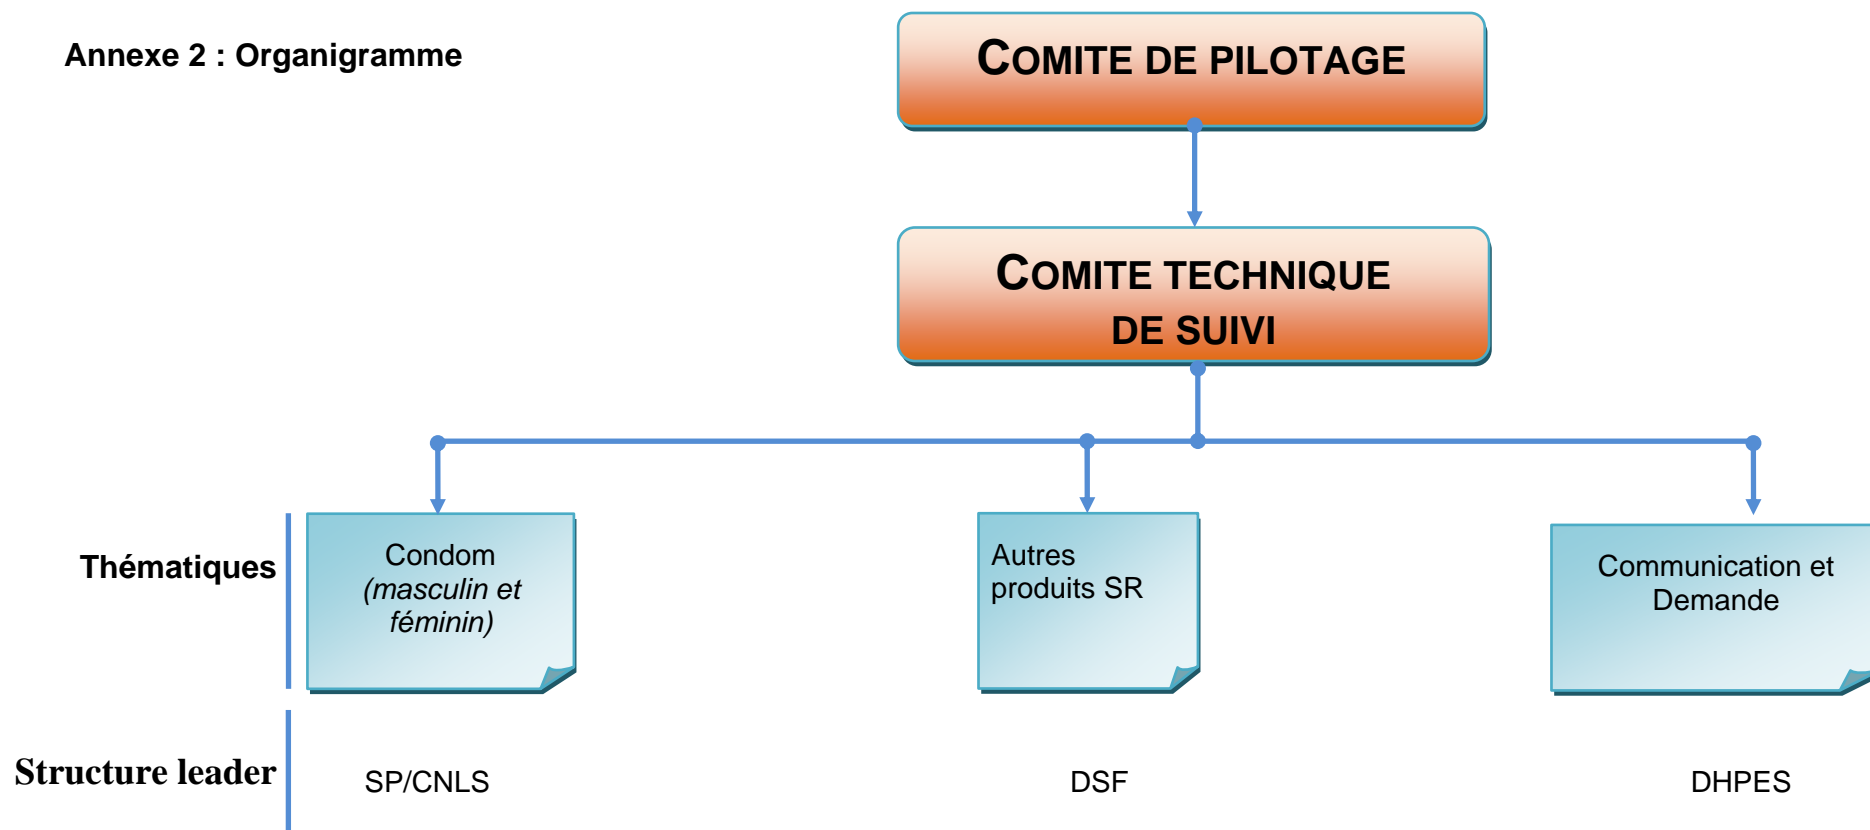 Annexe 2 : Organigramme
COMITE DE PILOTAGE
COMITE TECHNIQUE
DE SUIVI
Thématiques
Condom
(masculin et
féminin)
Autres
produits SR
Communication et
Demande
Structure leader
SP/CNLS
DSF
DHPES